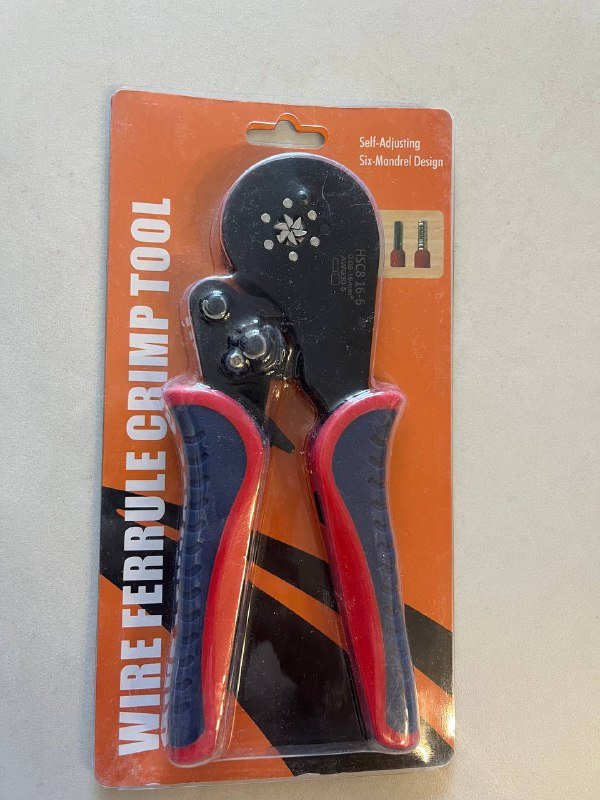 Self-Adjusting
Six-Mandrel Design
WIRE FERRULE CRIMP TOOL
HSC8 16-6